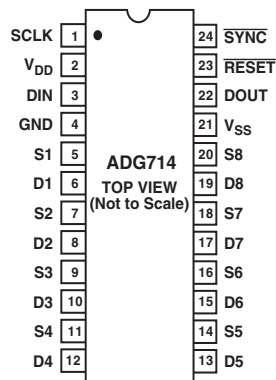 SCLK 1 24 SYNC
VDD 2 23 RESET
DIN 3 22 DOUT
GND 4 21 VSS
S1 5 20 S8
D1 6 19 D8
S2 7 18 S7
D2 8 17 D7
S3 9 16 S6
D3 10 15 D6
S4 11 14 S5
D4 12 13 D5
ADG714
TOP VIEW
(Not to Scale)